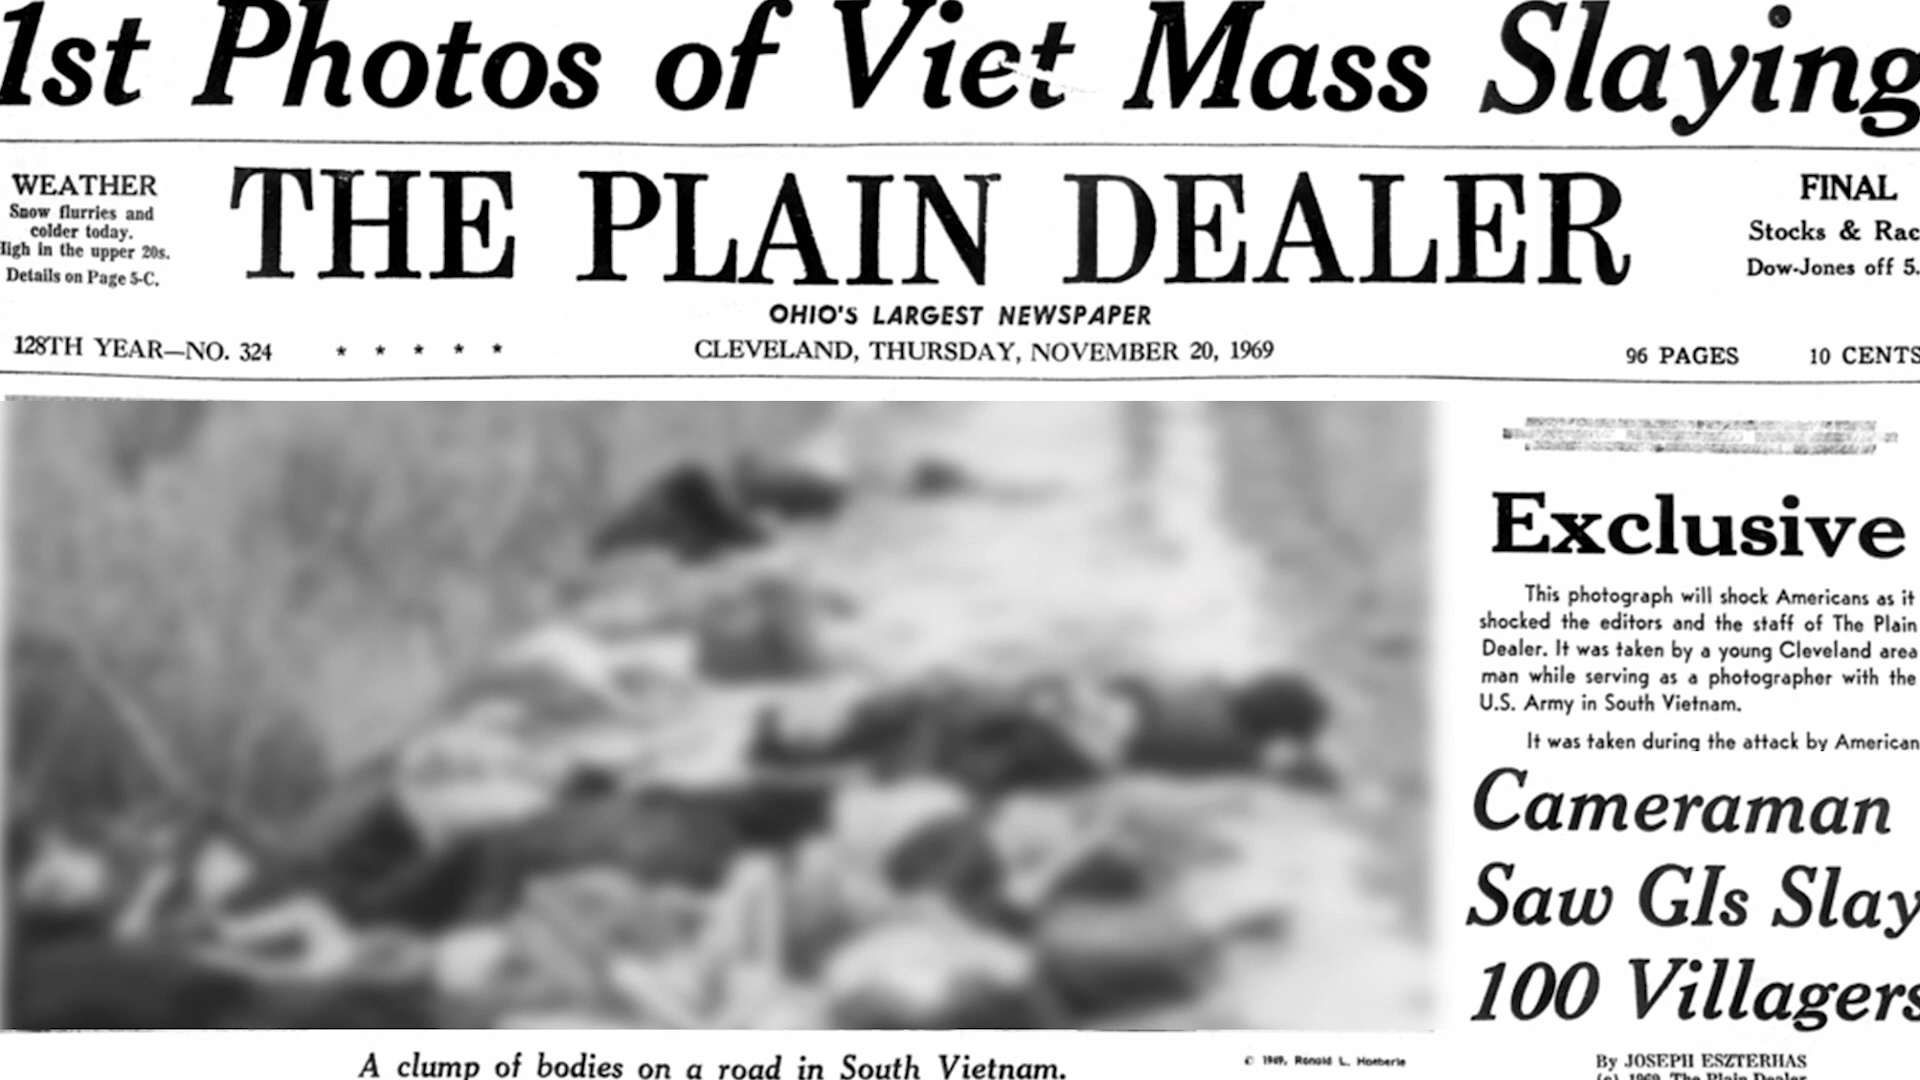 1st Photos of Viet Mass Slaying
WEATHER
Snow flurries and
colder today.
High in the upper 20s.
Details on Page 5-C.
THE PLAIN DEALER
FINAL
Stocks & Rac
Dow-Jones off 5.
OHIO'S LARGEST NEWSPAPER
128TH YEAR—NO. 324 * * * * *
CLEVELAND, THURSDAY, NOVEMBER 20, 1969
96 PAGES
10 CENTS
Exclusive
This photograph will shock Americans as it
shocked the editors and the staff of The Plain
Dealer. It was taken by a young Cleveland area
man while serving as a photographer with the
U.S. Army in South Vietnam.
It was taken during the attack by American
Cameraman
Saw GIs Slay
100 Villagers
By JOSEPH ESZTERHAS
(c) 1969 The Plain Dealer
A clump of bodies on a road in South Vietnam.
© 1969, Ronald L. Haeberle